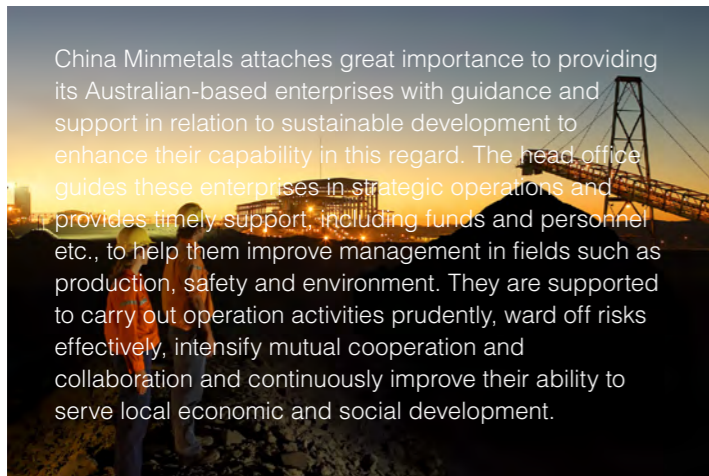 China Minmetals attaches great importance to providing
its Australian-based enterprises with guidance and
support in relation to sustainable development to
enhance their capability in this regard. The head office
guides these enterprises in strategic operations and
provides timely support, including funds and personnel
etc., to help them improve management in fields such as
production, safety and environment. They are supported
to carry out operation activities prudently, ward off risks
effectively, intensify mutual cooperation and
collaboration and continuously improve their ability to
serve local economic and social development.